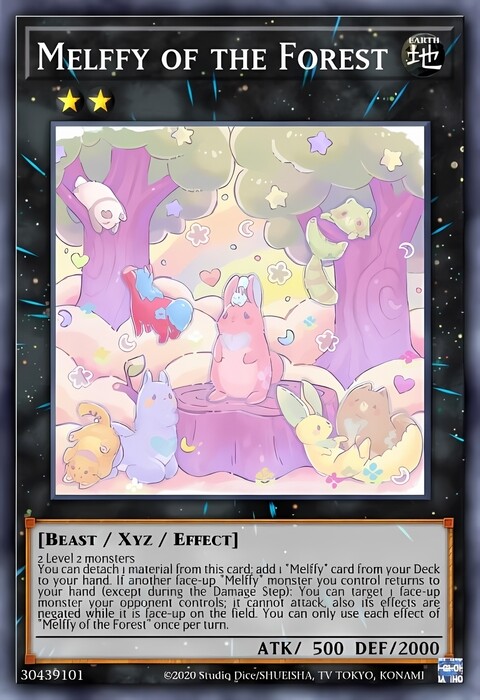 MELFFY OF THE FOREST
EARTH
地
[BEAST / XYZ / EFFECT]
2 Level 2 monsters
You can detach 1 material from this card; add 1 "Melffy" card from your Deck
to your hand. If another face-up "Melffy" monster you control returns to
your hand (except during the Damage Step): You can target 1 face-up
monster your opponent controls; it cannot attack, also its effects are
negated while it is face-up on the field. You can only use each effect of
"Melffy of the Forest" once per turn.
ATK/ 500 DEF/2000
30439101
©2020 Studio Dice/SHUEISHA, TV TOKYO, KONAMI